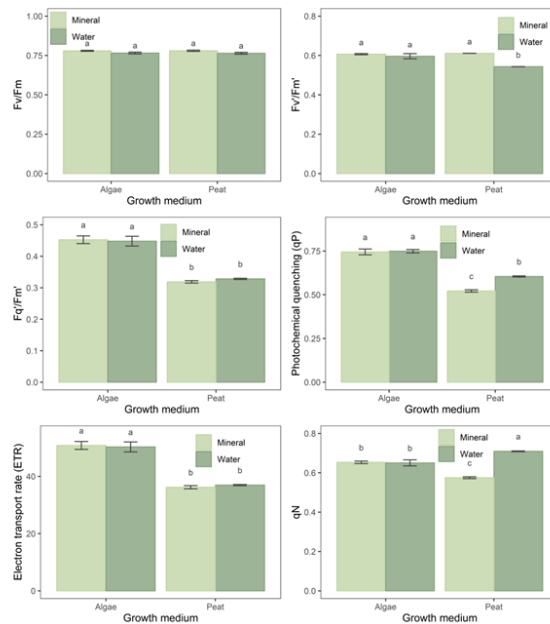 Mineral
Water
1.00
0.75
0.50
0.25
0.00
Fv/Fm
a a a a
Algae Peat
Growth medium
Mineral
Water
0.8
0.6
0.4
0.2
0.0
Fv'/Fm'
a a a b
Algae Peat
Growth medium
Mineral
Water
0.5
0.4
0.3
0.2
0.1
0.0
Fq'/Fm'
a a b b
Algae Peat
Growth medium
Mineral
Water
0.75
0.50
0.25
0.00
Photochemical quenching (qP)
a a c b
Algae Peat
Growth medium
Mineral
Water
40
20
0
Electron transport rate (ETR)
a a b b
Algae Peat
Growth medium
Mineral
Water
0.8
0.6
0.4
0.2
0.0
qN
b b c a
Algae Peat
Growth medium